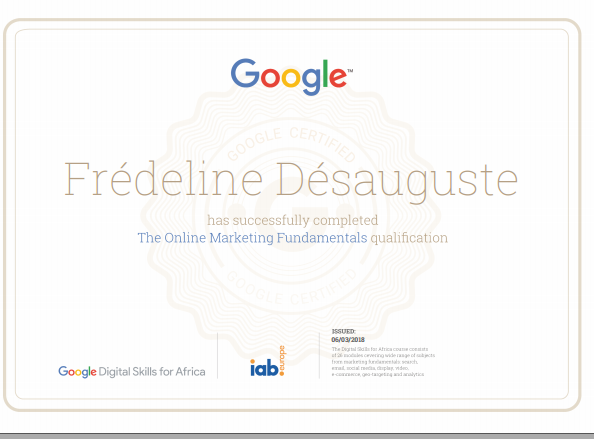 Google™
GOOGLE CERTIFIED
Frédeline Désauguste
has successfully completed
The Online Marketing Fundamentals qualification
GOOGLE CERTIFIED
Google Digital Skills for Africa
iab europe
ISSUED:
06/03/2018
The Digital Skills for Africa course consists
of 26 modules covering wide range of subjects
from marketing fundamentals, search,
email, social media, display, video,
e-commerce, geo-targeting and analytics